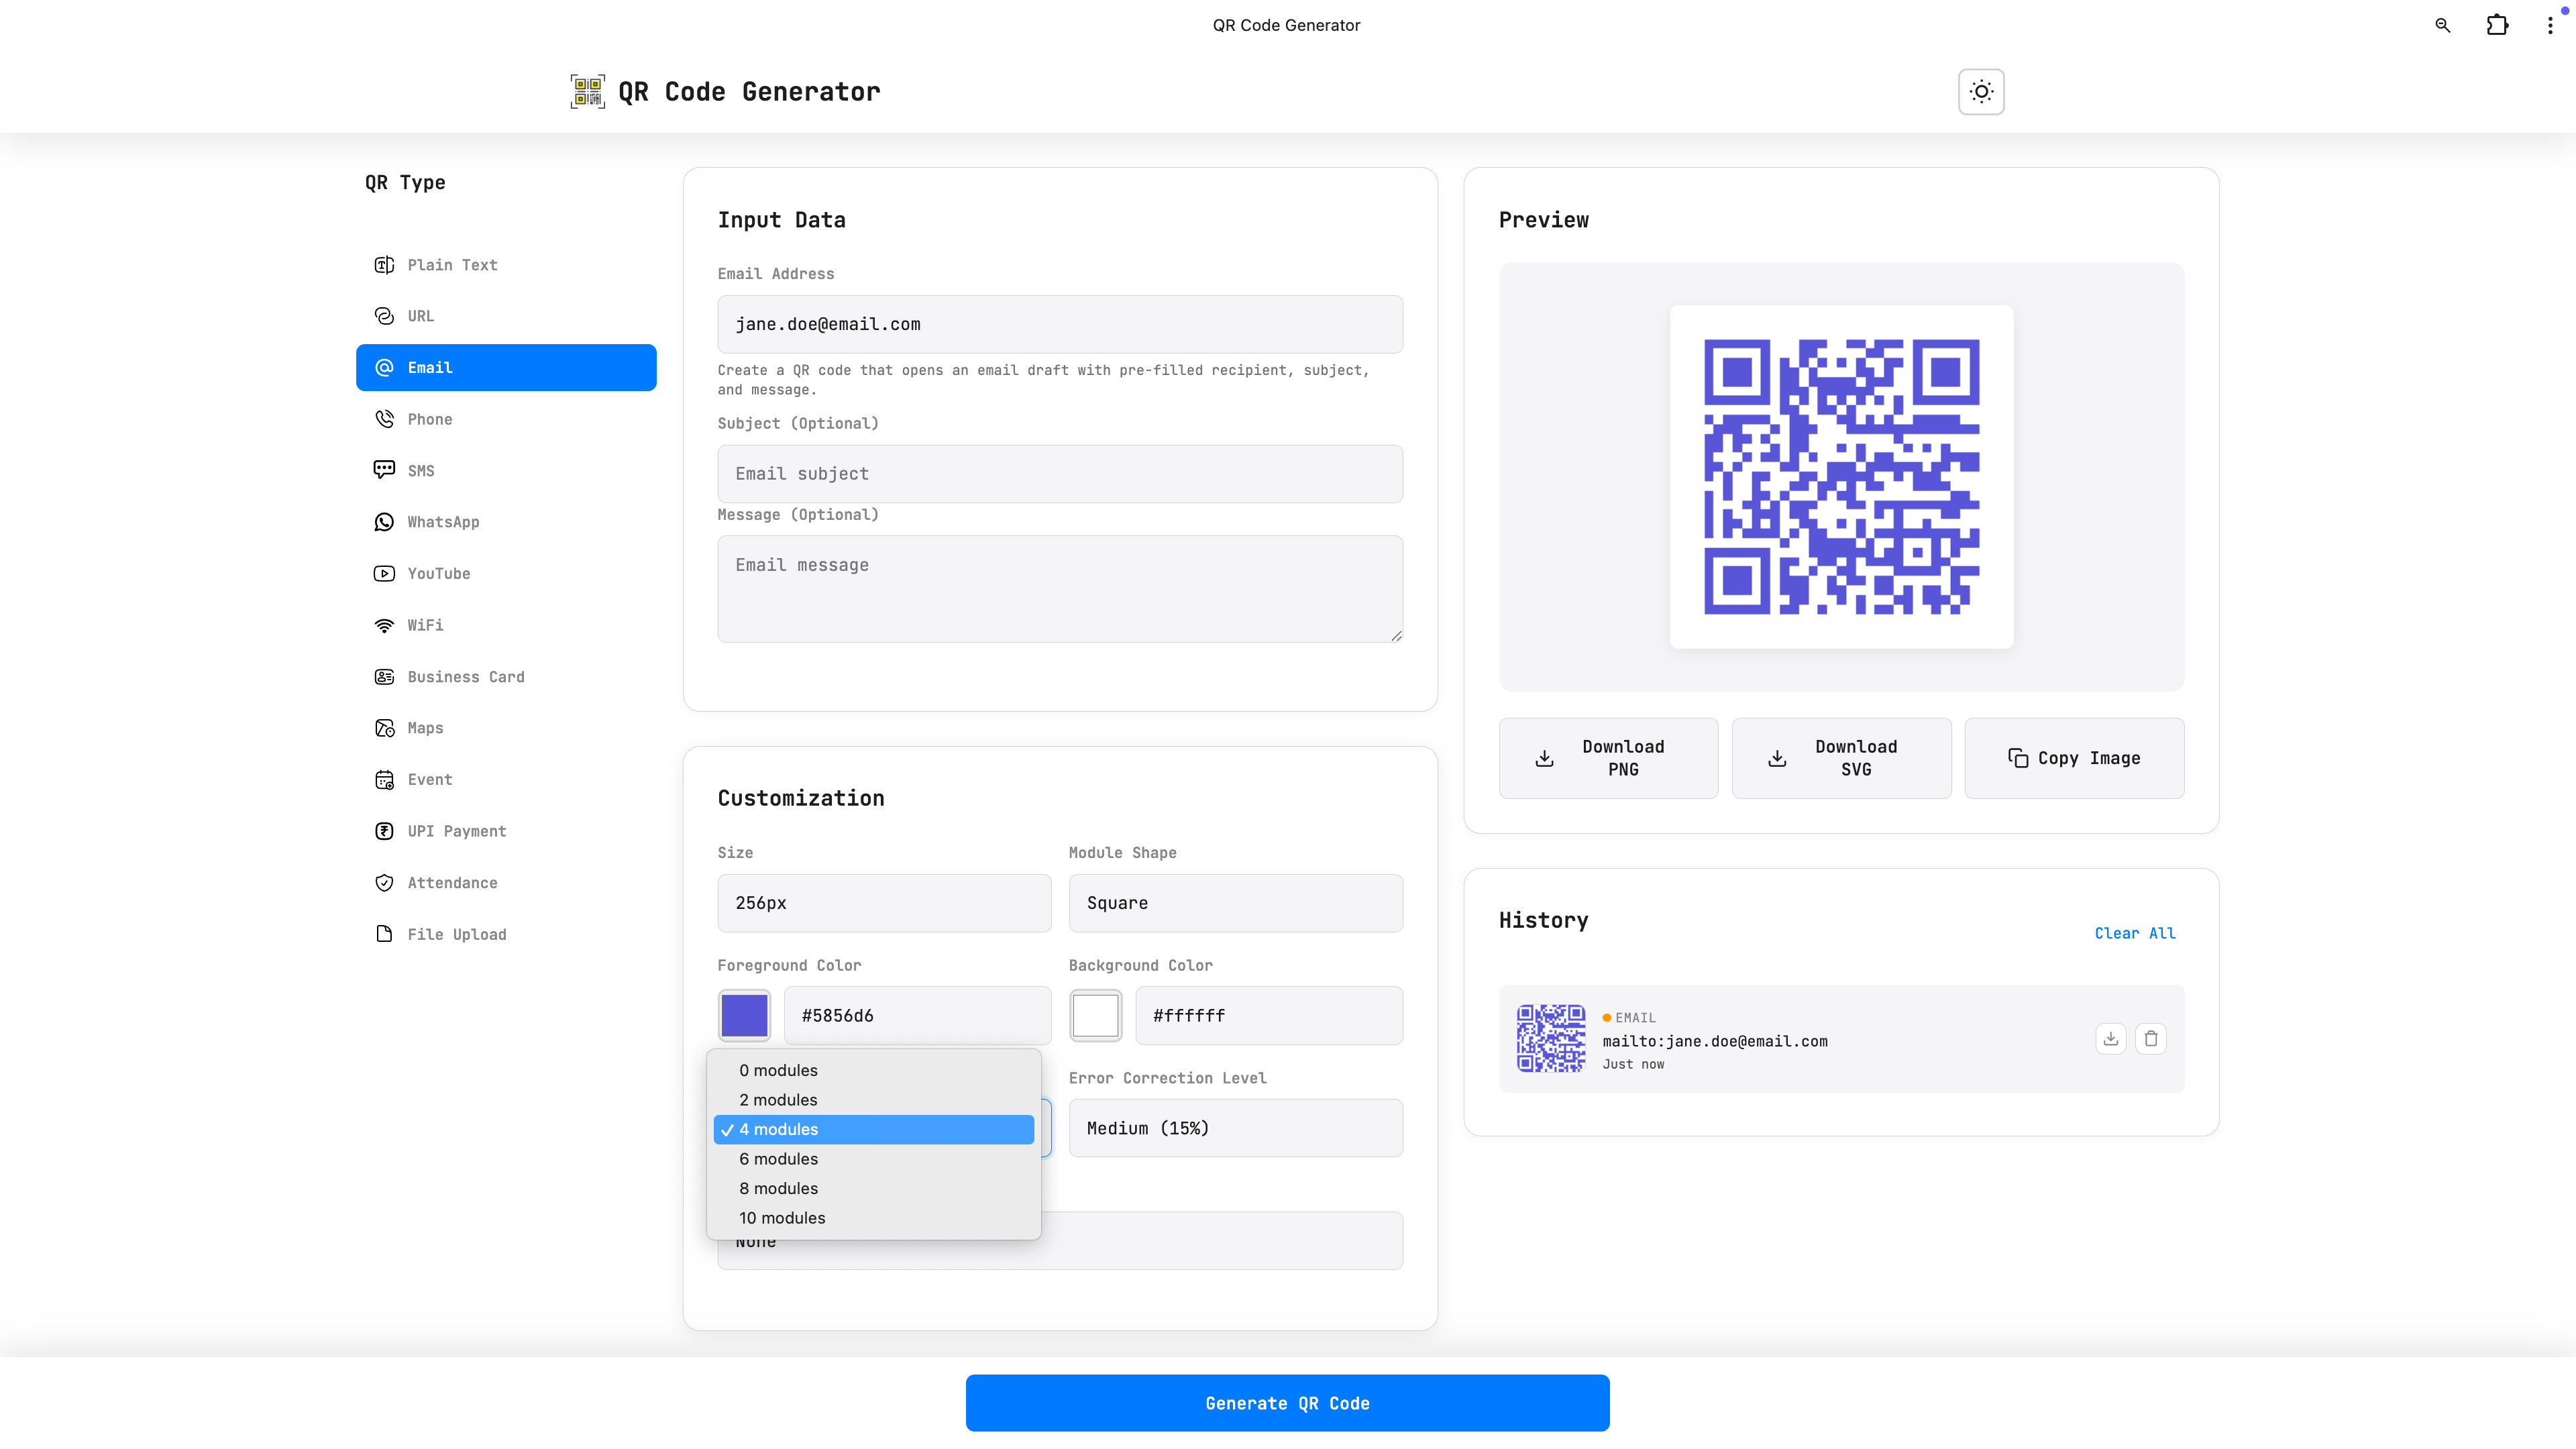 QR Code Generator
QR Code Generator
QR Type
Plain Text
URL
Email
Phone
SMS
WhatsApp
YouTube
WiFi
Business Card
Maps
Event
UPI Payment
Attendance
File Upload
Input Data
Email Address
jane.doe@email.com
Create a QR code that opens an email draft with pre-filled recipient, subject,
and message.
Subject (Optional)
Email subject
Message (Optional)
Email message
Customization
Size
256px
Module Shape
Square
Foreground Color
#5856d6
Background Color
#ffffff
0 modules
2 modules
✓ 4 modules
6 modules
8 modules
10 modules
Error Correction Level
Medium (15%)
None
Preview
Download
PNG
Download
SVG
Copy Image
History
Clear All
EMAIL
mailto:jane.doe@email.com
Just now
Generate QR Code